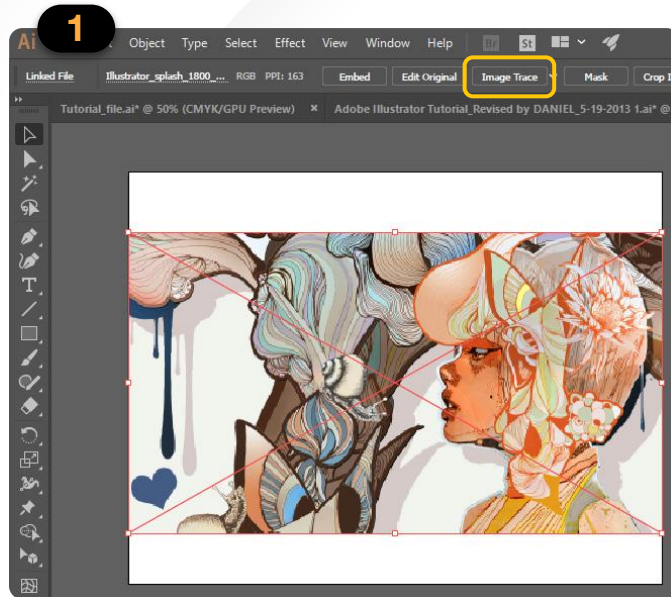 1
Ai Object Type Select Effect View Window Help Br St
Linked File Illustrator_splash_1800_... RGB PPI: 163 Embed Edit Original Image Trace Mask Crop I
Tutorial_file.ai* @ 50% (CMYK/GPU Preview) × Adobe Illustrator Tutorial_Revised by DANIEL_5-19-2013 1.ai* @
T